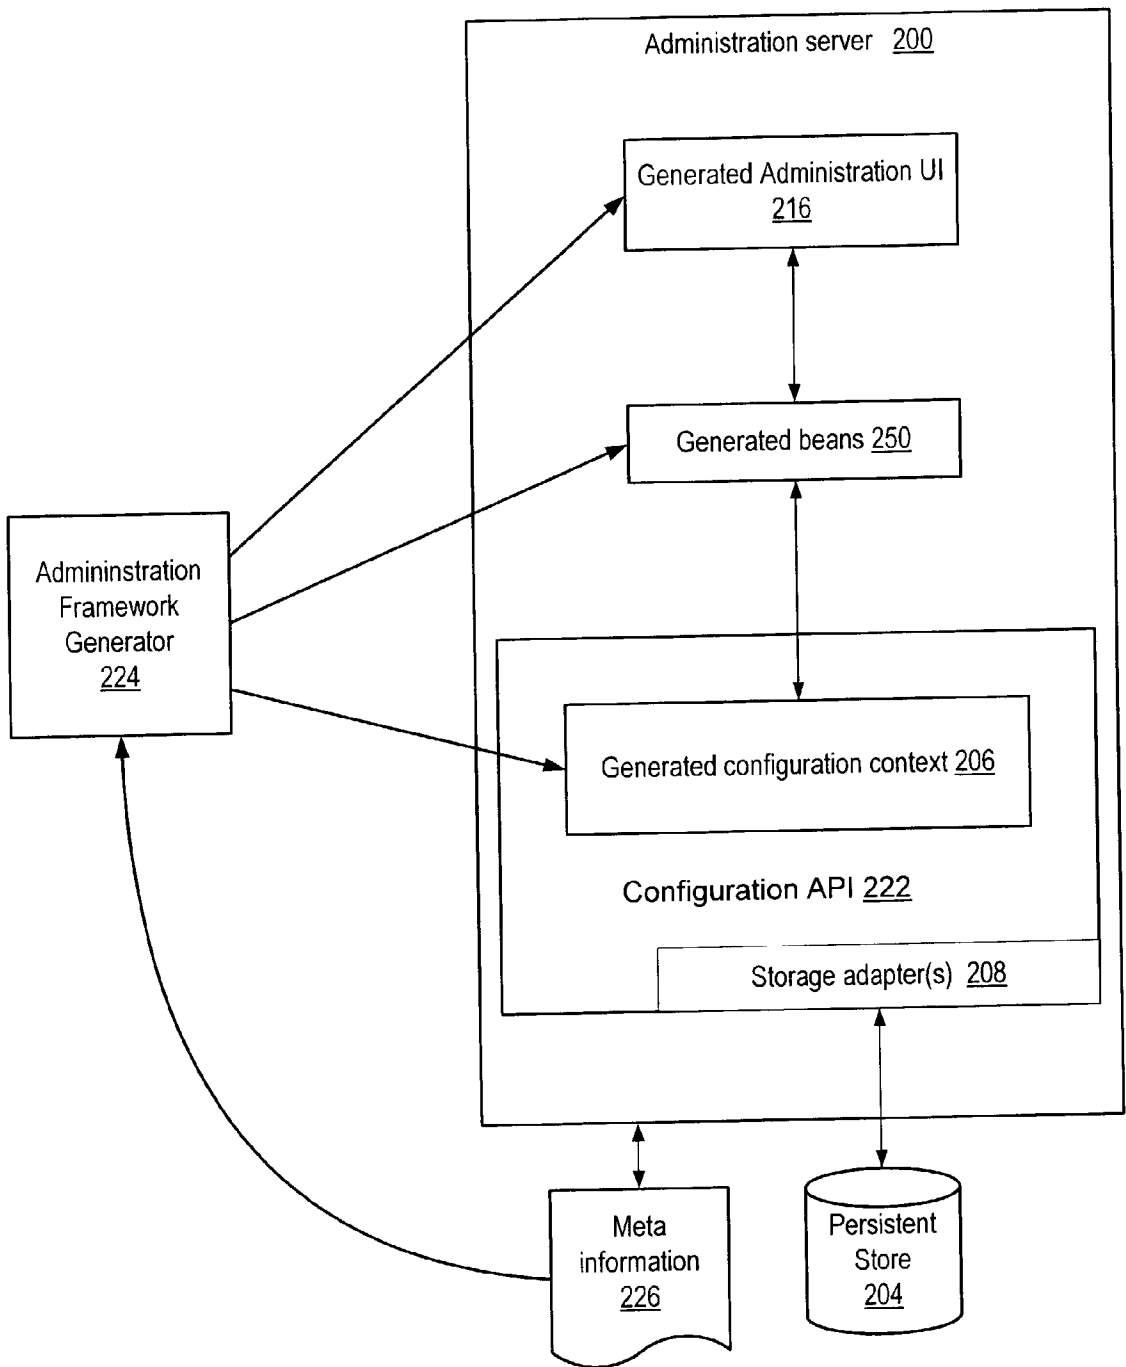 Administration server 200
Generated Administration UI
216
Generated beans 250
Admininstration
Framework
Generator
224
Generated configuration context 206
Configuration API 222
Storage adapter(s) 208
Meta
information
226
Persistent
Store
204